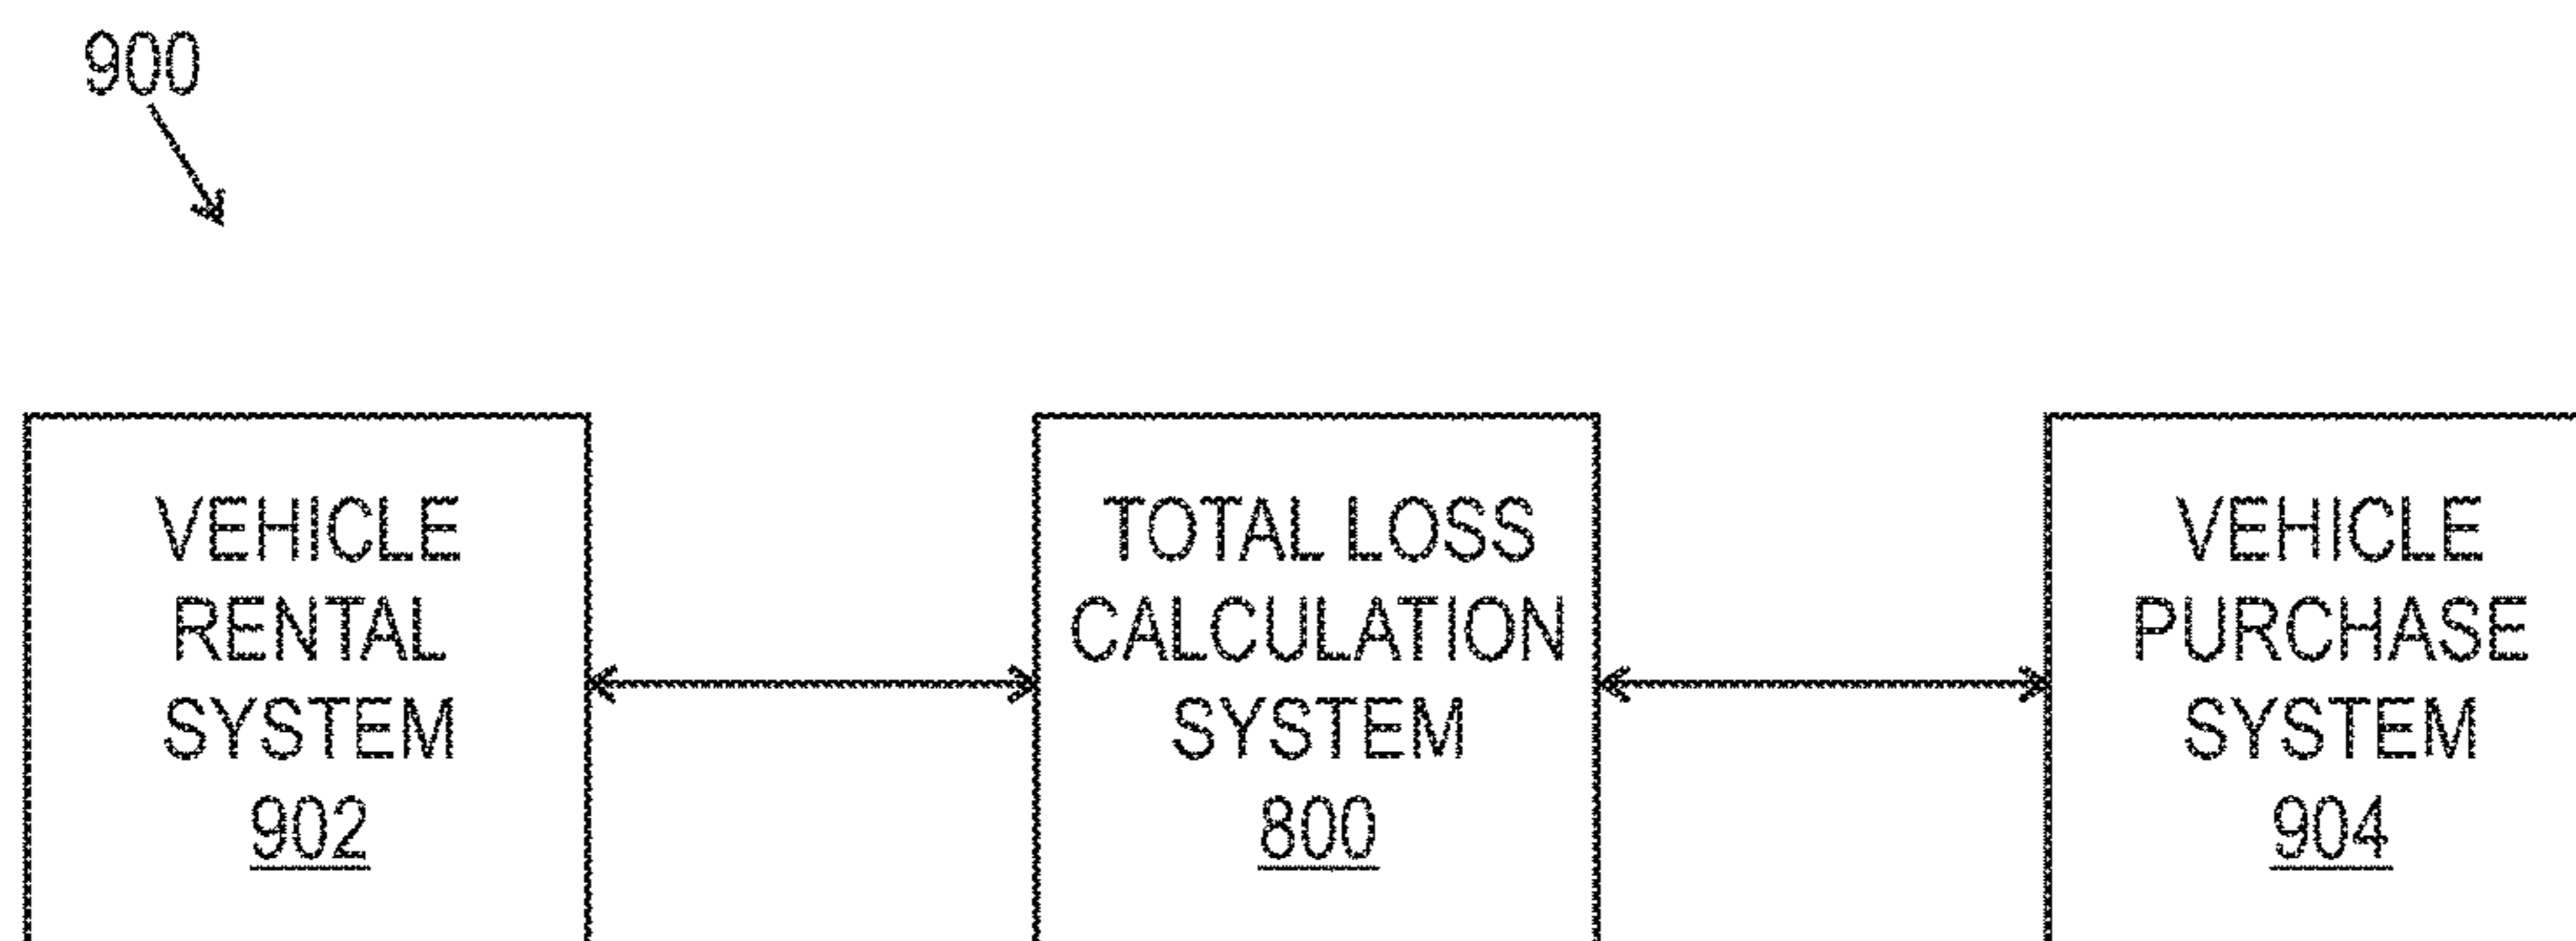 900
VEHICLE
RENTAL
SYSTEM
902
TOTAL LOSS
CALCULATION
SYSTEM
800
VEHICLE
PURCHASE
SYSTEM
904